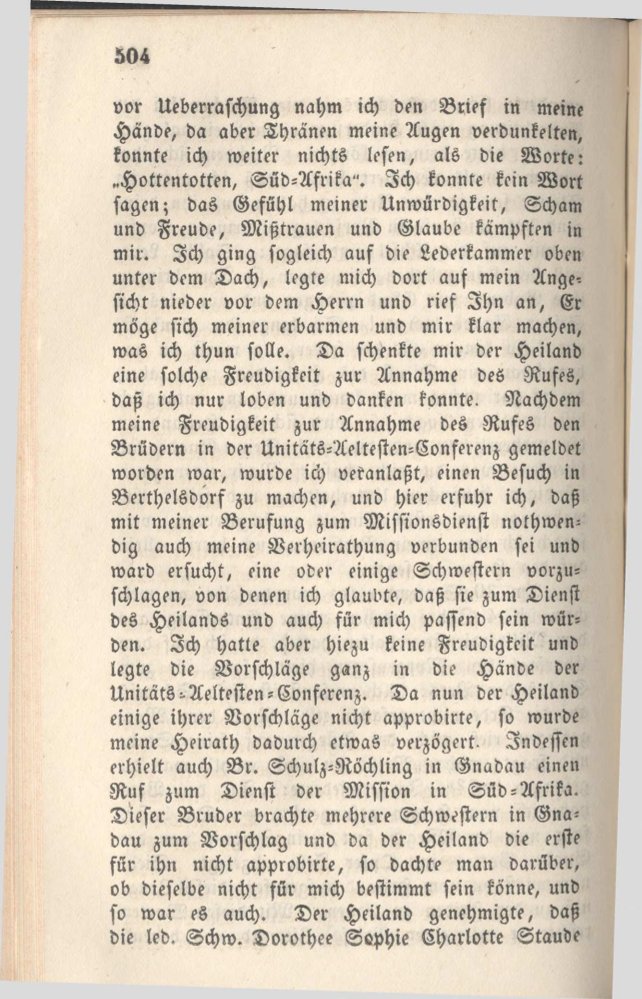 504
vor Ueberraschung nahm ich den Brief in meine
Hände, da aber Thränen meine Augen verdunkelten,
konnte ich weiter nichts lesen, als die Worte:
„Hottentotten, Süd-Afrika“. Ich konnte kein Wort
sagen; das Gefühl meiner Unwürdigkeit, Scham
und Freude, Mißtrauen und Glaube kämpften in
mir. Ich ging sogleich auf die Lederkammer oben
unter dem Dach, legte mich dort auf mein Ange-
sicht nieder vor dem Herrn und rief Ihn an, Er
möge sich meiner erbarmen und mir klar machen,
was ich thun solle. Da schenkte mir der Heiland
eine solche Freudigkeit zur Annahme des Rufes,
daß ich nur loben und danken konnte. Nachdem
meine Freudigkeit zur Annahme des Rufes den
Brüdern in der Unitäts-Aeltesten-Conferenz gemeldet
worden war, wurde ich veranlaßt, einen Besuch in
Berthelsdorf zu machen, und hier erfuhr ich, daß
mit meiner Berufung zum Missionsdienst nothwen-
dig auch meine Verheirathung verbunden sei und
ward ersucht, eine oder einige Schwestern vorzu-
schlagen, von denen ich glaubte, daß sie zum Dienst
des Heilands und auch für mich passend sein wür-
den. Ich hatte aber hiezu keine Freudigkeit und
legte die Vorschläge ganz in die Hände der
Unitäts-Aeltesten-Conferenz. Da nun der Heiland
einige ihrer Vorschläge nicht approbirte, so wurde
meine Heirath dadurch etwas verzögert. Indessen
erhielt auch Br. Schulz-Röchling in Gnadau einen
Ruf zum Dienst der Mission in Süd-Afrika.
Dieser Bruder brachte mehrere Schwestern in Gna-
dau zum Vorschlag und da der Heiland die erste
für ihn nicht approbirte, so dachte man darüber,
ob dieselbe nicht für mich bestimmt sein könne, und
so war es auch. Der Heiland genehmigte, daß
die led. Schw. Dorothee Sophie Charlotte Staude